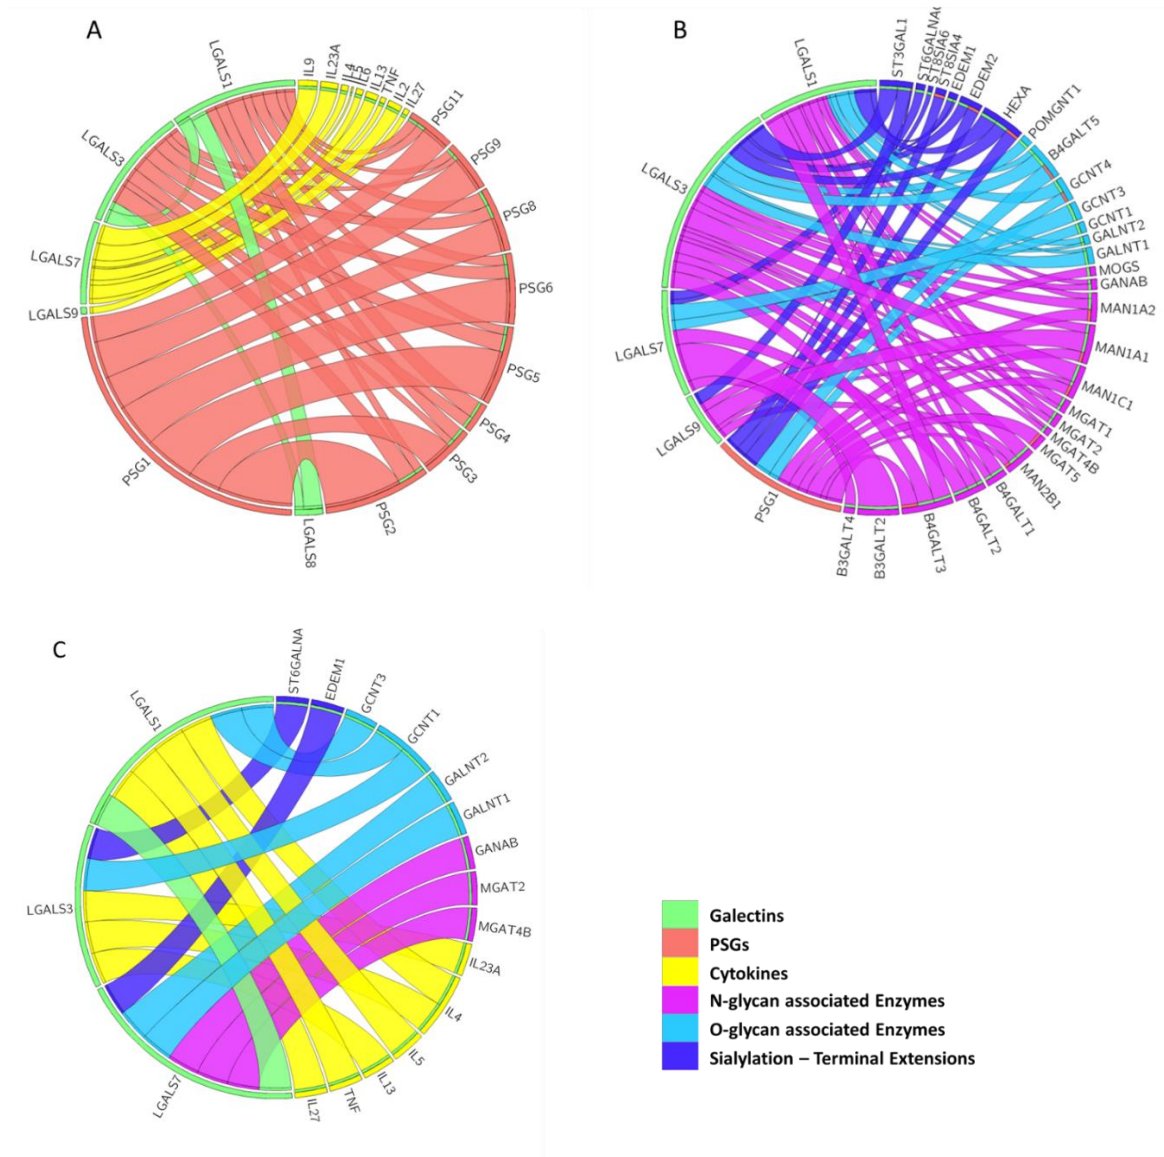 A
LGALS1
IL9
IL23A
IL4
IL5
IL6
IL13
TNF
IL2
IL27
PSG11
PSG9
PSG8
PSG6
PSG5
PSG4
PSG3
PSG2
LGALS8
PSG1
LGALS9
LGALS7
LGALS3
B
LGALS1
ST3GAL1
ST8SIA6
ST8SIA4
EDEM1
EDEM2
HEXA
POMGNT1
B4GALT5
GCNT4
GCNT3
GCNT1
GALNT2
GALNT1
MOGS
GANAB
MAN1A2
MAN1A1
MAN1C1
MGAT1
MGAT2
MGAT4B
MGAT5
MAN2B1
B4GALT1
B4GALT2
B4GALT3
B3GALT2
B3GALT4
PSG1
LGALS9
LGALS7
LGALS3
C
LGALS1
ST6GALNA
EDEM1
GCNT3
GCNT1
GALNT2
GALNT1
GANAB
MGAT2
MGAT4B
IL23A
IL4
IL5
IL13
TNF
IL27
LGALS7
LGALS3
Galectins
PSGs
Cytokines
N-glycan associated Enzymes
O-glycan associated Enzymes
Sialylation – Terminal Extensions